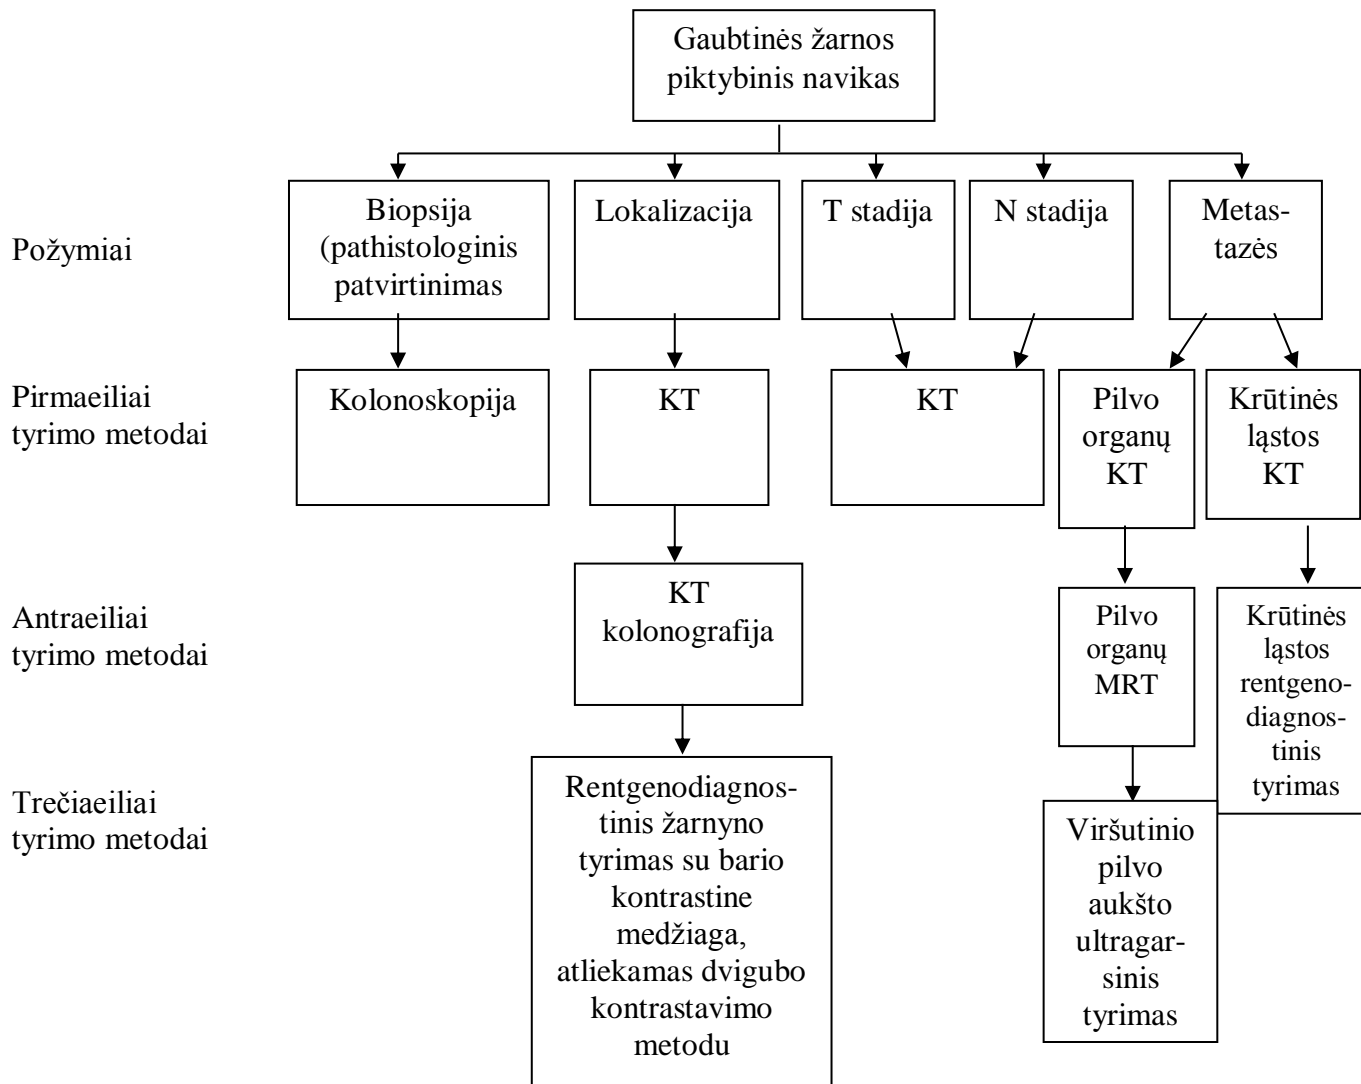 Gaubtinės žarnos
piktybinis navikas
Požymiai
Biopsija
(pathistologinis
patvirtinimas
Lokalizacija
T stadija
N stadija
Metas-
tazės
Pirmaeiliai
tyrimo metodai
Kolonoskopija
KT
KT
Pilvo
organų
KT
Krūtinės
ląstos
KT
Antraeiliai
tyrimo metodai
KT
kolonografija
Pilvo
organų
MRT
Krūtinės
ląstos
rentgeno-
diagnos-
tinis
tyrimas
Trečiaeiliai
tyrimo metodai
Rentgenodiagnos-
tinis žarnyno
tyrimas su bario
kontrastine
medžiaga,
atliekamas dvigubo
kontrastavimo
metodu
Viršutinio
pilvo
aukšto
ultragar-
sinis
tyrimas